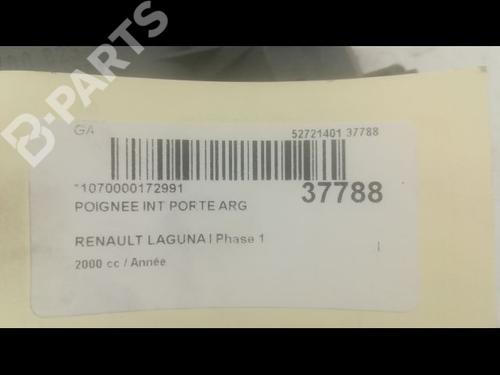 B-PARTS
GA
52721401 37788
*1070000172991
37788
POIGNEE INT PORTE ARG
RENAULT LAGUNA I Phase 1
2000 cc / Année